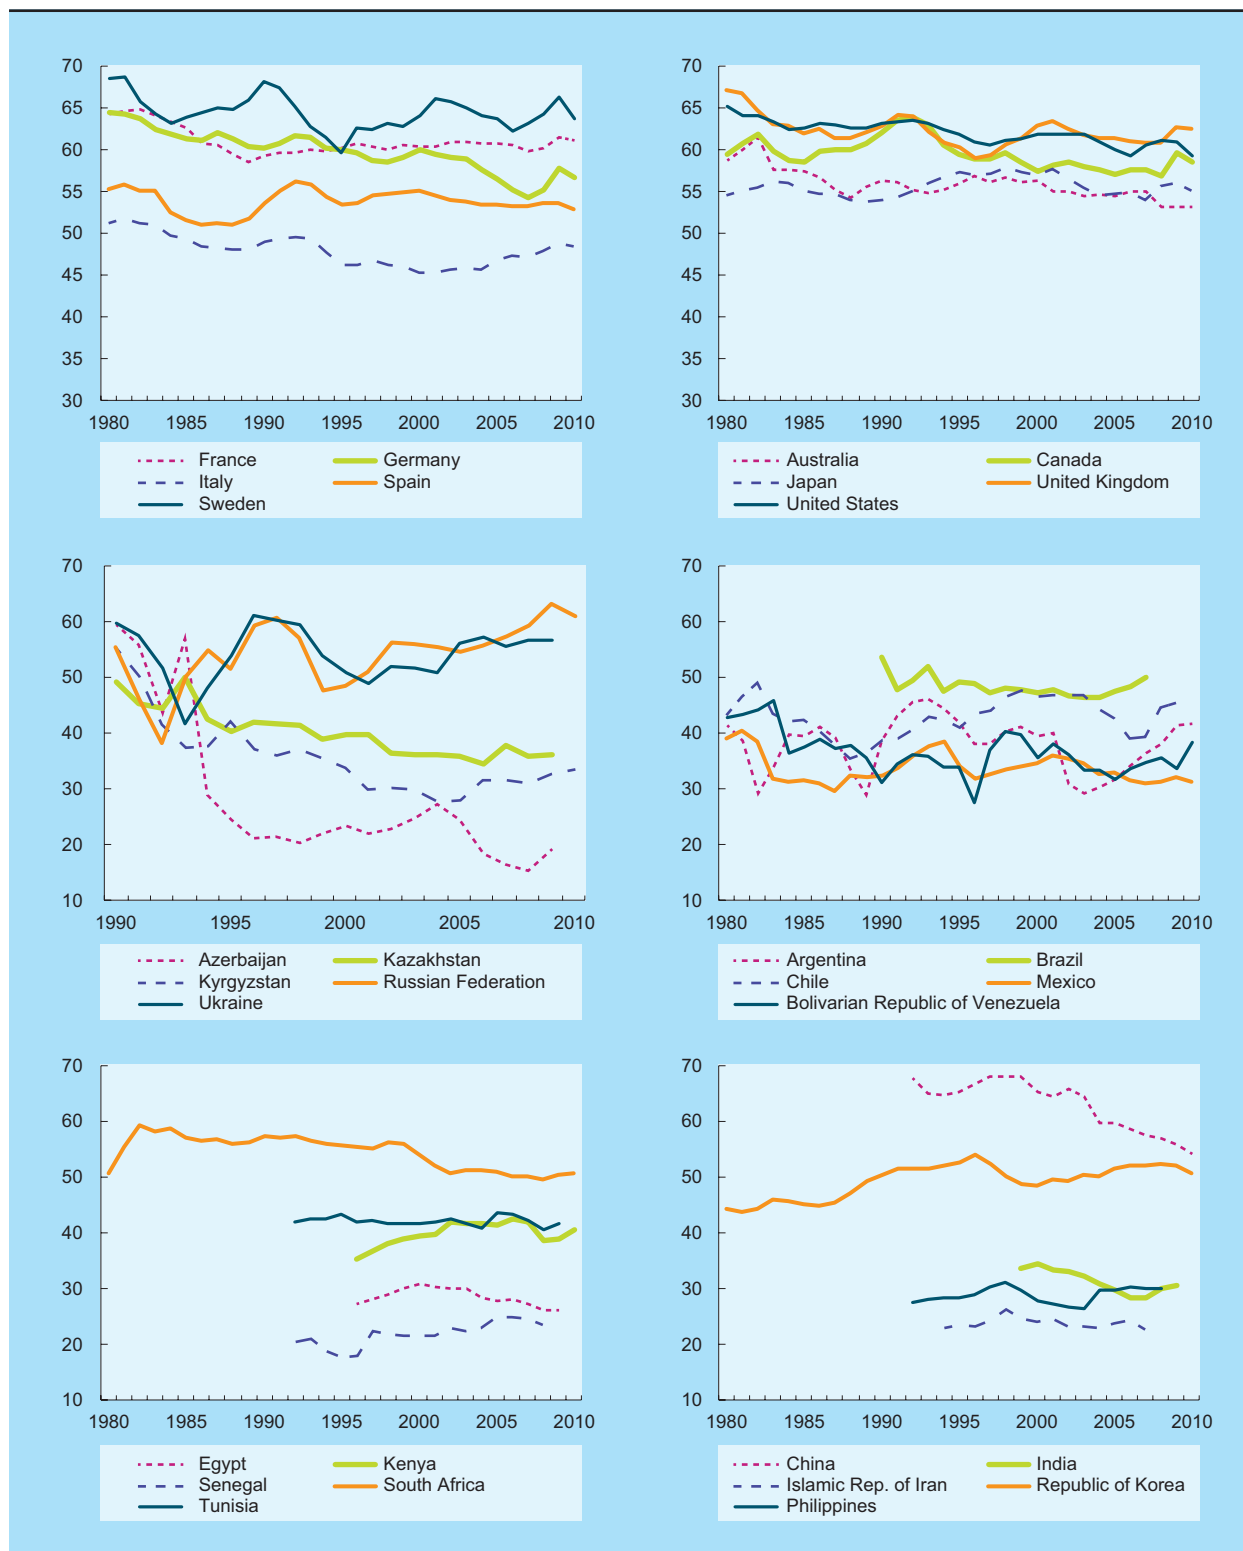 70
65
60
55
50
45
40
35
30
1980 1985 1990 1995 2000 2005 2010
France Germany
Italy Spain
Sweden
70
65
60
55
50
45
40
35
30
1980 1985 1990 1995 2000 2005 2010
Australia Canada
Japan United Kingdom
United States
70
60
50
40
30
20
10
1990 1995 2000 2005 2010
Azerbaijan Kazakhstan
Kyrgyzstan Russian Federation
Ukraine
70
60
50
40
30
20
10
1980 1985 1990 1995 2000 2005 2010
Argentina Brazil
Chile Mexico
Bolivarian Republic of Venezuela
70
60
50
40
30
20
10
1980 1985 1990 1995 2000 2005 2010
Egypt Kenya
Senegal South Africa
Tunisia
70
60
50
40
30
20
10
1980 1985 1990 1995 2000 2005 2010
China India
Islamic Rep. of Iran Republic of Korea
Philippines